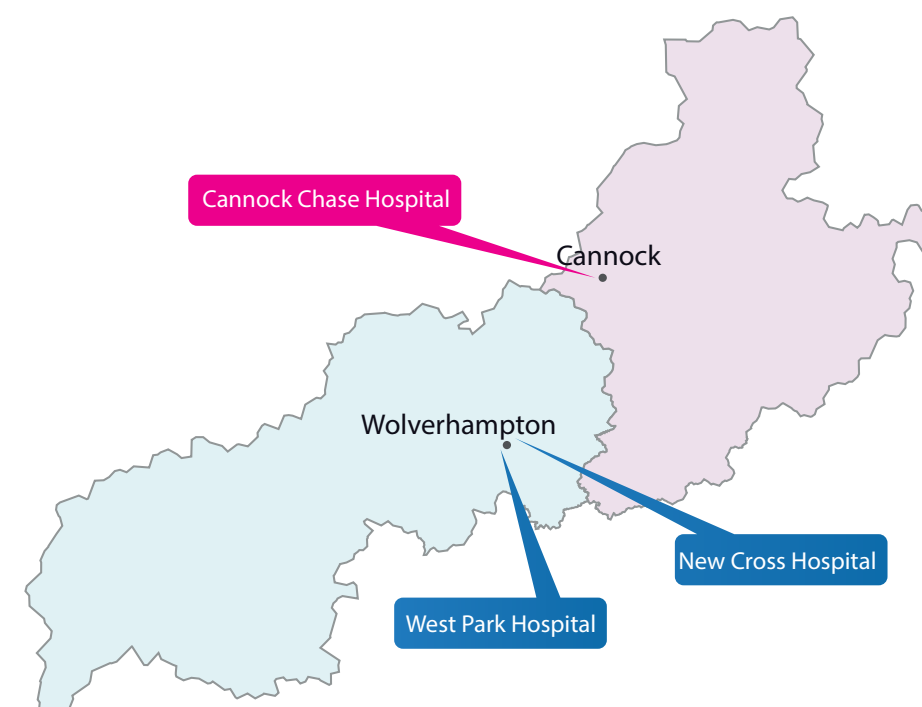 Cannock Chase Hospital
Cannock
Wolverhampton
New Cross Hospital
West Park Hospital